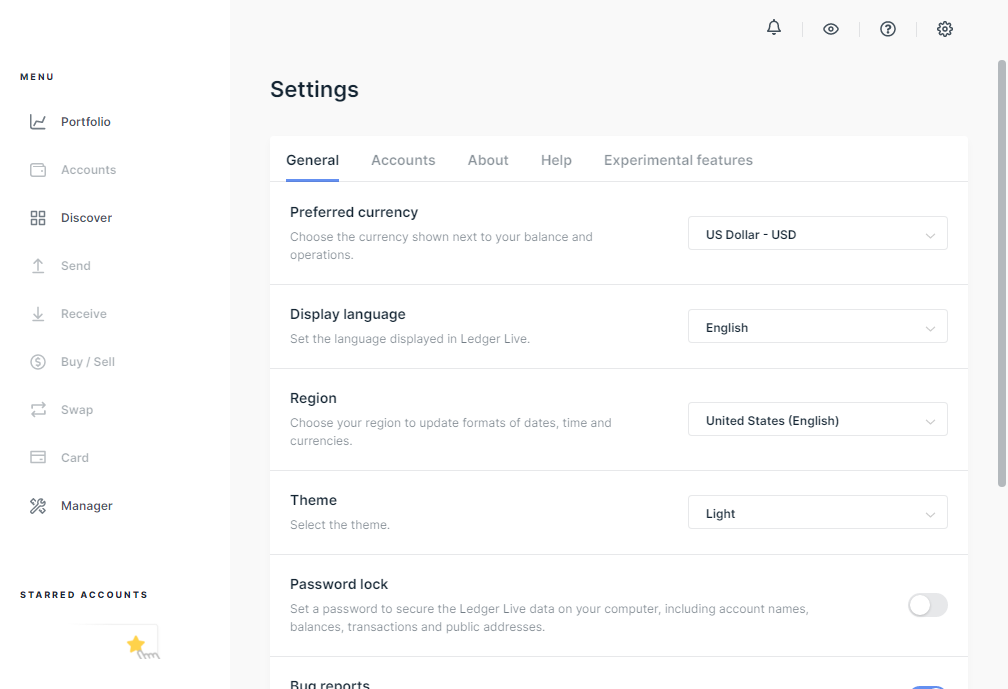 MENU
Portfolio
Accounts
Discover
Send
Receive
Buy / Sell
Swap
Card
Manager
STARRED ACCOUNTS
Settings
General Accounts About Help Experimental features
Preferred currency
Choose the currency shown next to your balance and
operations.
US Dollar - USD
Display language
Set the language displayed in Ledger Live.
English
Region
Choose your region to update formats of dates, time and
currencies.
United States (English)
Theme
Select the theme.
Light
Password lock
Set a password to secure the Ledger Live data on your computer, including account names,
balances, transactions and public addresses.
Bug reports